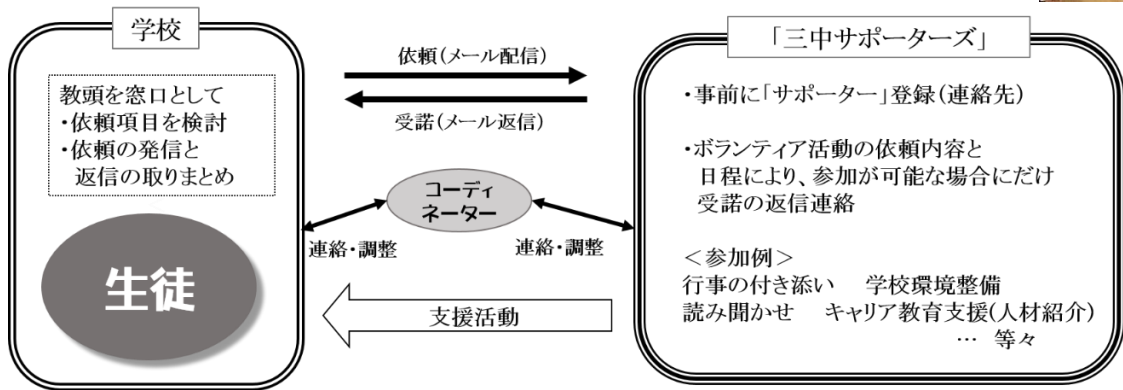 学校
教頭を窓口として
・依頼項目を検討
・依頼の発信と
返信の取りまとめ
生徒
依頼(メール配信)
受諾(メール返信)
コーディ
ネーター
連絡・調整
連絡・調整
支援活動
「三中サポーターズ」
・事前に「サポーター」登録(連絡先)
・ボランティア活動の依頼内容と
日程により、参加が可能な場合にだけ
受諾の返信連絡
<参加例>
行事の付き添い 学校環境整備
読み聞かせ キャリア教育支援(人材紹介)
… 等々